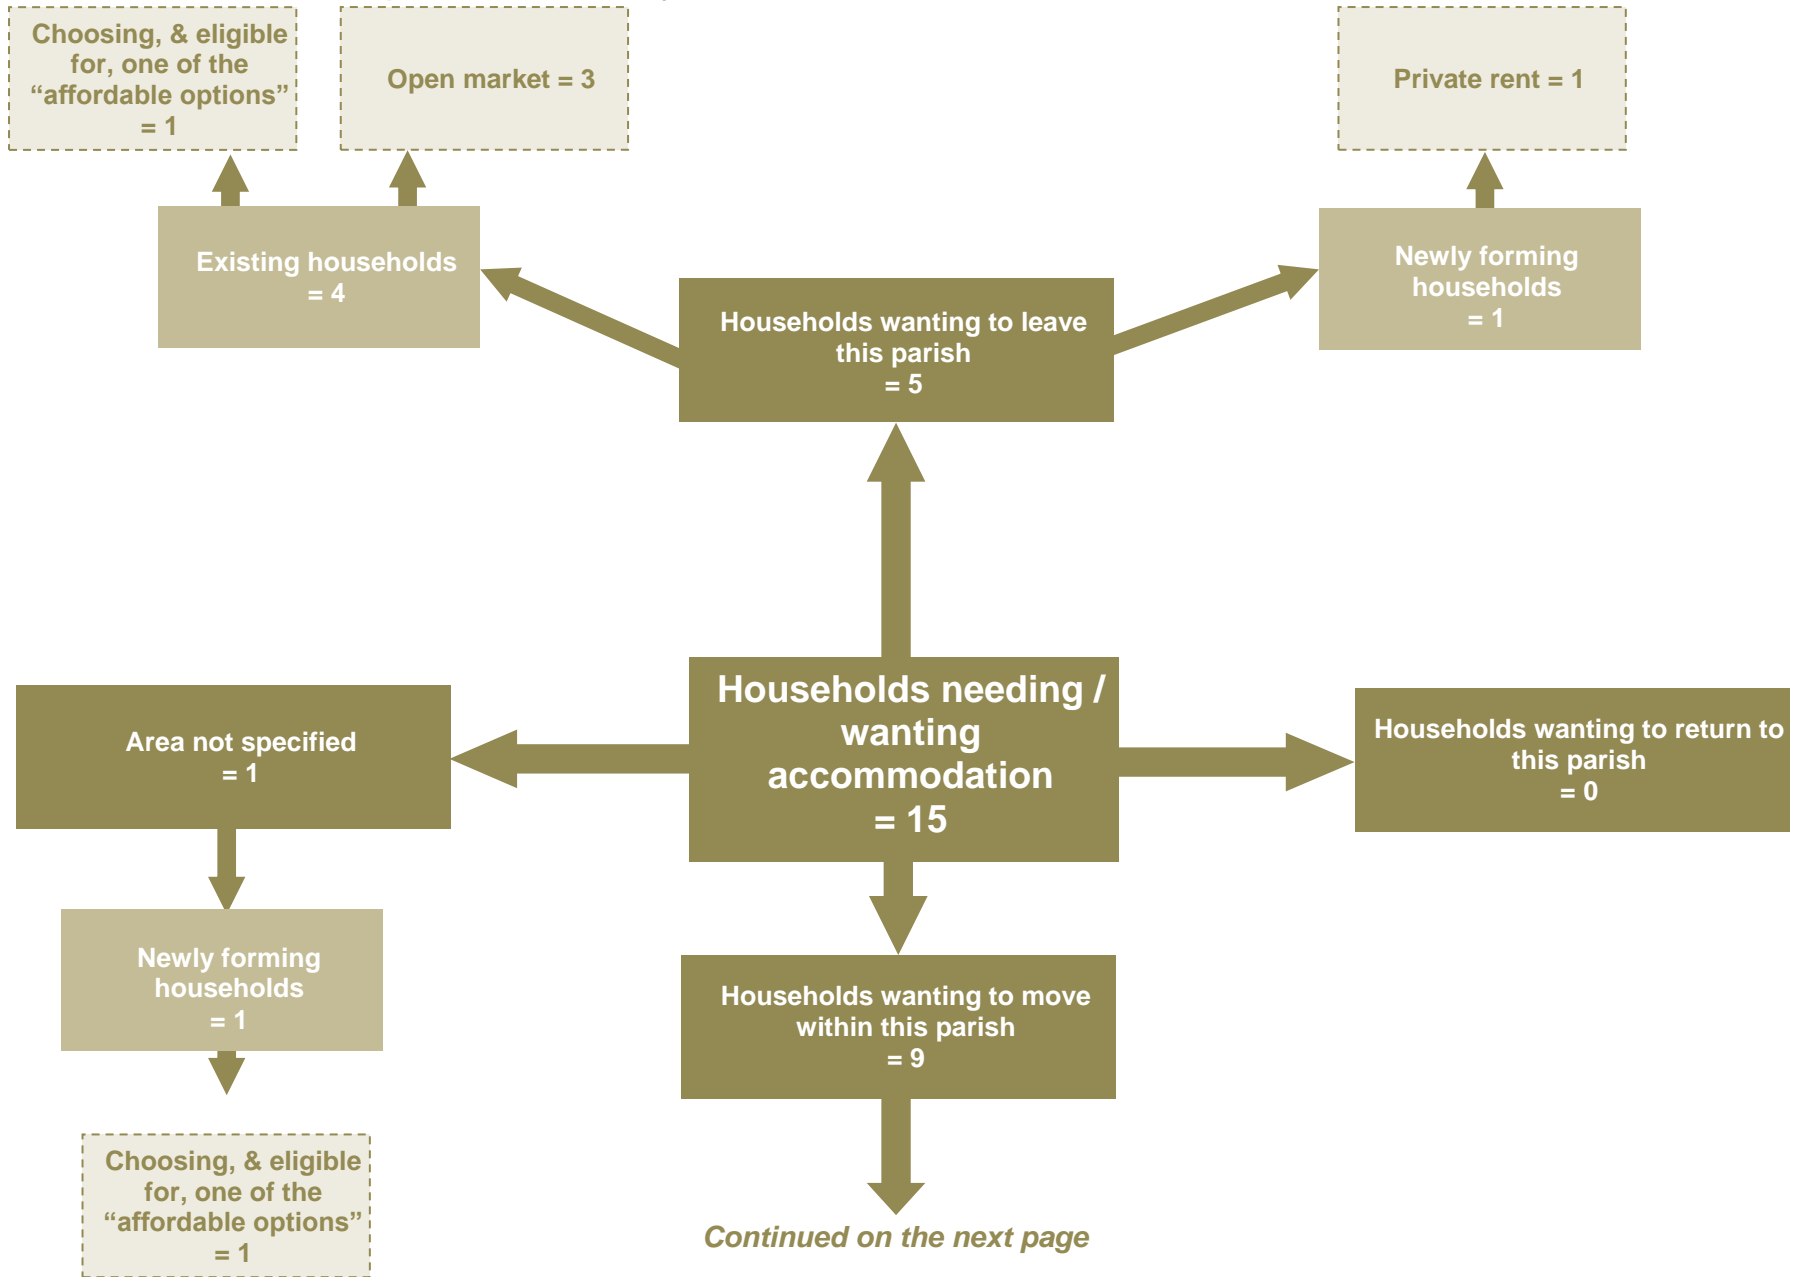 Choosing, & eligible
for, one of the
“affordable options”
= 1
Open market = 3
Private rent = 1
Existing households
= 4
Newly forming
households
= 1
Households wanting to leave
this parish
= 5
Households needing /
wanting
accommodation
= 15
Area not specified
= 1
Households wanting to return to
this parish
= 0
Newly forming
households
= 1
Households wanting to move
within this parish
= 9
Choosing, & eligible
for, one of the
“affordable options”
= 1
Continued on the next page